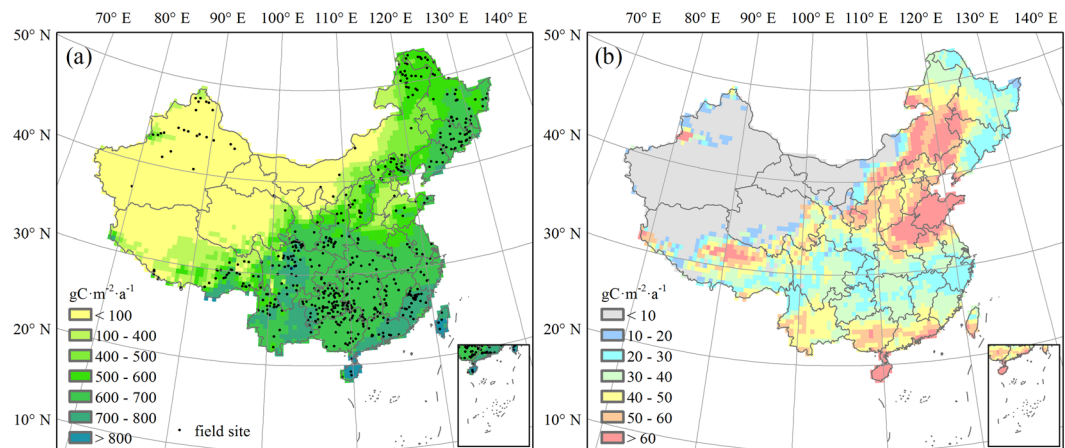 70° E 80° E 90° E 100° E 110° E 120° E 130° E 140° E
50° N
40° N
30° N
20° N
10° N
(a)
gC·m⁻²·a⁻¹
< 100
100 - 400
400 - 500
500 - 600
600 - 700
700 - 800
> 800
field site
70° E 80° E 90° E 100° E 110° E 120° E 130° E 140° E
50° N
40° N
30° N
20° N
10° N
(b)
gC·m⁻²·a⁻¹
< 10
10 - 20
20 - 30
30 - 40
40 - 50
50 - 60
> 60